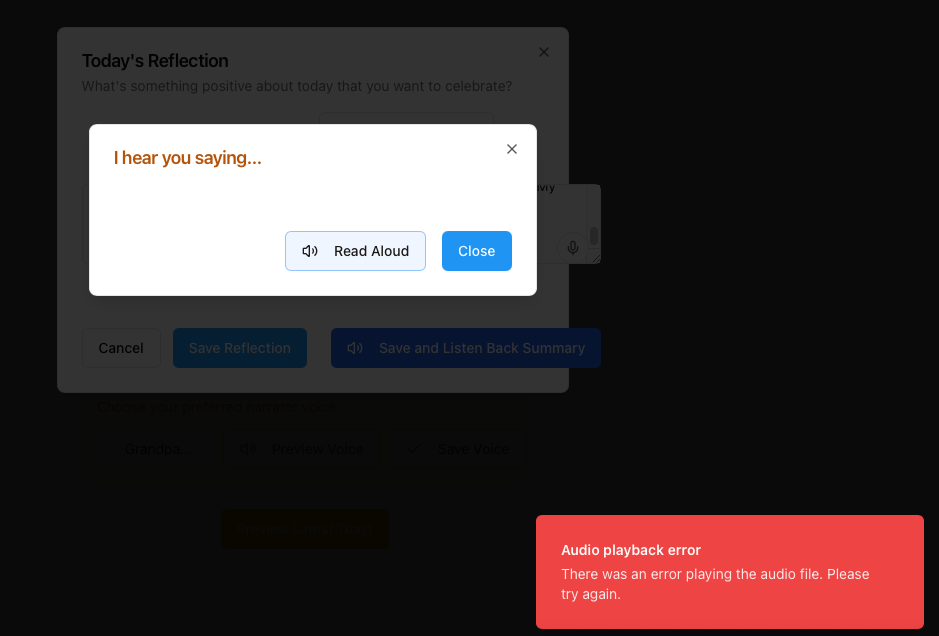 Today's Reflection
What's something positive about today that you want to celebrate?
I hear you saying...
Read Aloud
Close
Cancel
Save Reflection
Save and Listen Back Summary
Choose your preferred narrator voice
Grandpa...
Preview Voice
Save Voice
Audio playback error
There was an error playing the audio file. Please
try again.